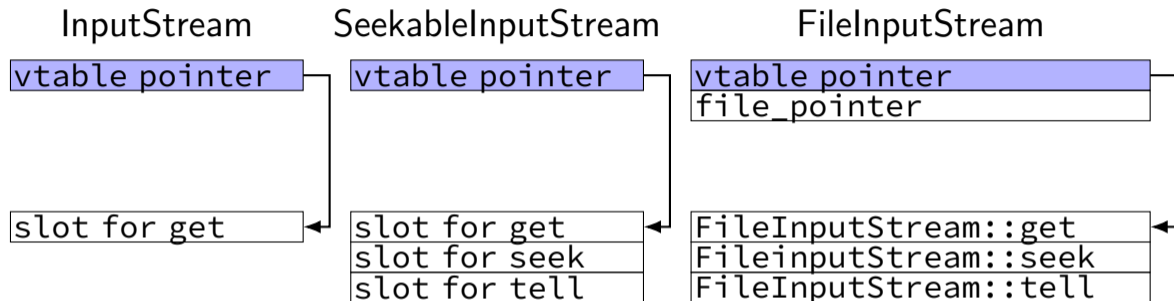 InputStream SeekableInputStream FileInputStream
vtable pointer vtable pointer vtable pointer
file_pointer
slot for get slot for get FileInputStream::get
slot for seek FileinputStream::seek
slot for tell FileInputStream::tell